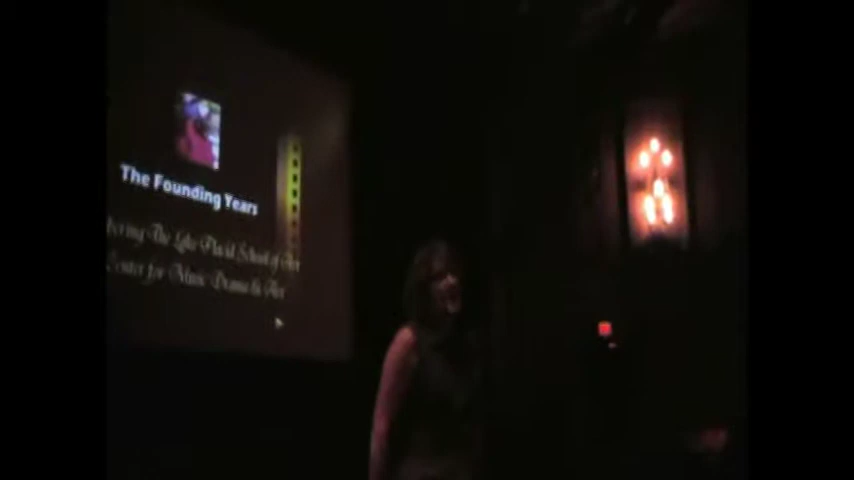 The Founding Years
The Lake Placid School of Art
Center for Music Drama & Art